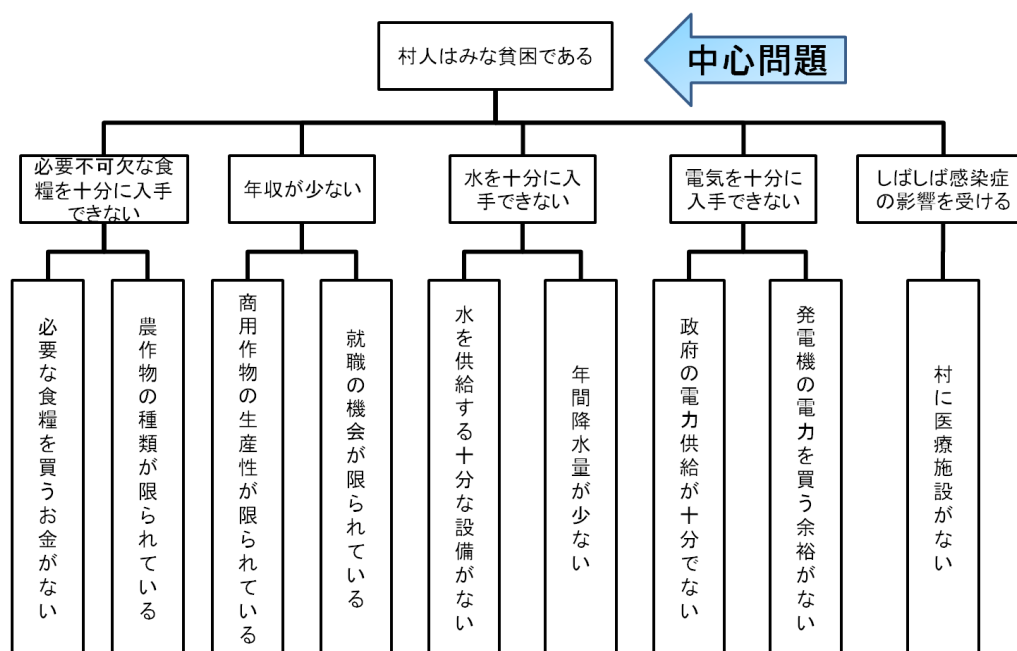 村人はみな貧困である
中心問題
必要不可欠な食
糧を十分に入手
できない
年収が少ない
水を十分に入
手できない
電気を十分に
入手できない
しばしば感染症
の影響を受ける
必要な食糧を買うお金がない
農作物の種類が限られている
商用作物の生産性が限られている
就職の機会が限られている
水を供給する十分な設備がない
年間降水量が少ない
政府の電力供給が十分でない
発電機の電力を買う余裕がない
村に医療施設がない